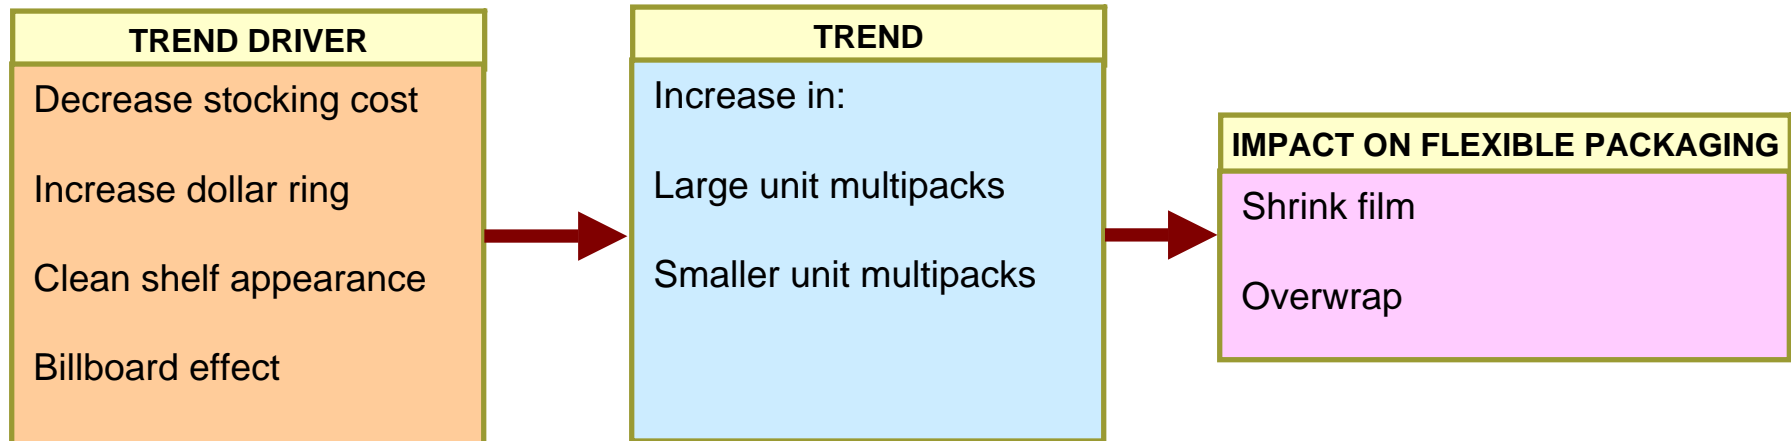 TREND DRIVER
Decrease stocking cost
Increase dollar ring
Clean shelf appearance
Billboard effect
TREND
Increase in:
Large unit multipacks
Smaller unit multipacks
IMPACT ON FLEXIBLE PACKAGING
Shrink film
Overwrap